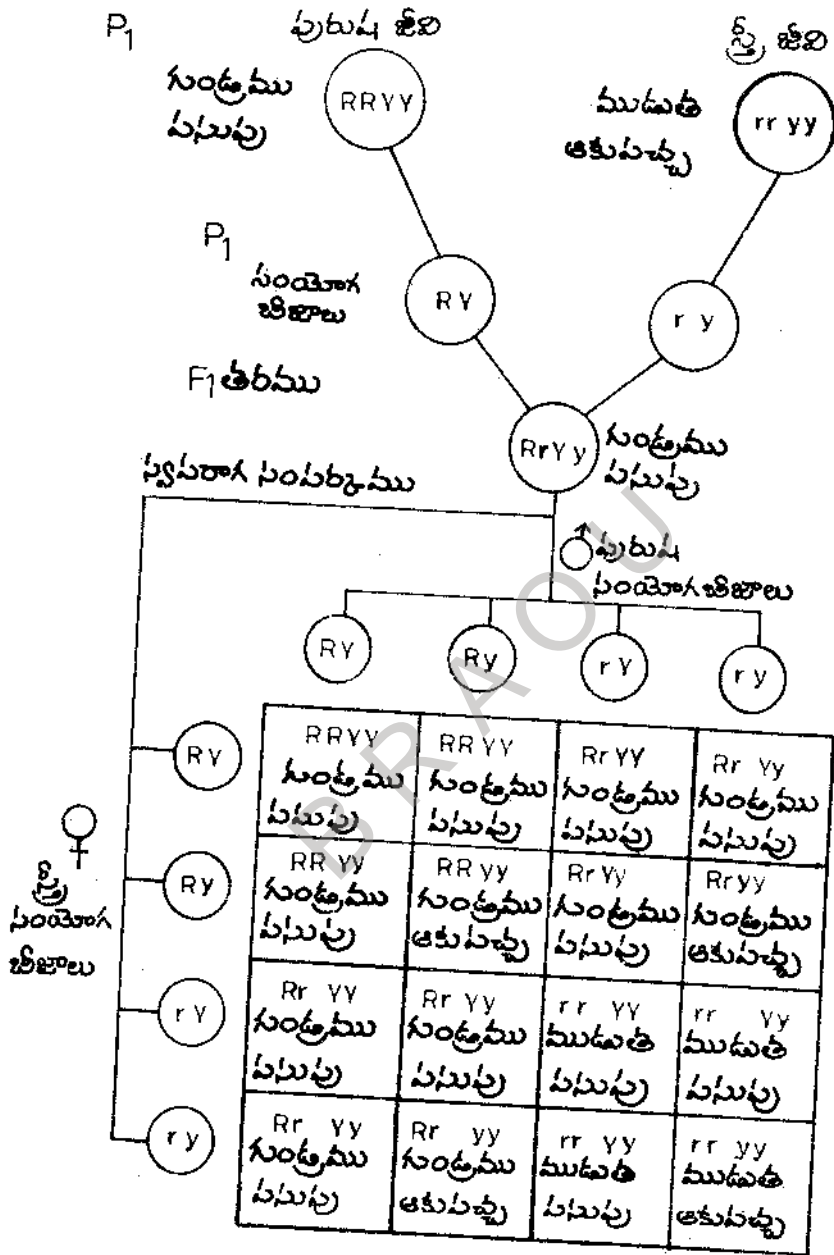 P1
పురుష జీవి
స్త్రీ జీవి
గుండ్రము
పసుపు
RRYY
ముడుత
ఆకుపచ్చ
rr yy
P1
సంయోగ
బీజాలు
RY
r y
F1 తరము
RrYy
గుండ్రము
పసుపు
స్వపరాగ సంపర్కము
♂ పురుష
సంయోగబీజాలు
RY
Ry
rY
ry
RY
RRYY
గుండ్రము
పసుపు
RRYY
గుండ్రము
పసుపు
RrYY
గుండ్రము
పసుపు
Rr Yy
గుండ్రము
పసుపు
♀
స్త్రీ
సంయోగ
బీజాలు
Ry
RR Yy
గుండ్రము
పసుపు
RR yy
గుండ్రము
ఆకుపచ్చ
Rr Yy
గుండ్రము
పసుపు
Rr yy
గుండ్రము
ఆకుపచ్చ
rY
Rr YY
గుండ్రము
పసుపు
Rr Yy
గుండ్రము
పసుపు
rr YY
ముడుత
పసుపు
rr Yy
ముడుత
పసుపు
ry
Rr Yy
గుండ్రము
పసుపు
Rr yy
గుండ్రము
ఆకుపచ్చ
rr Yy
ముడుత
పసుపు
rr yy
ముడుత
ఆకుపచ్చ
BRAOU